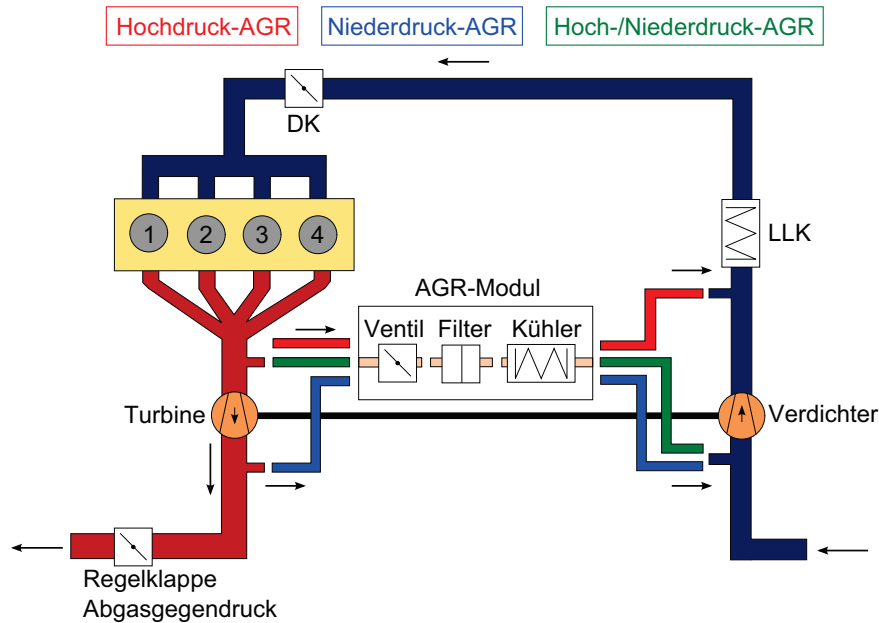 Hochdruck-AGR
Niederdruck-AGR
Hoch-/Niederdruck-AGR
DK
1
2
3
4
LLK
AGR-Modul
Ventil
Filter
Kühler
Turbine
Verdichter
Regelklappe
Abgasgegendruck